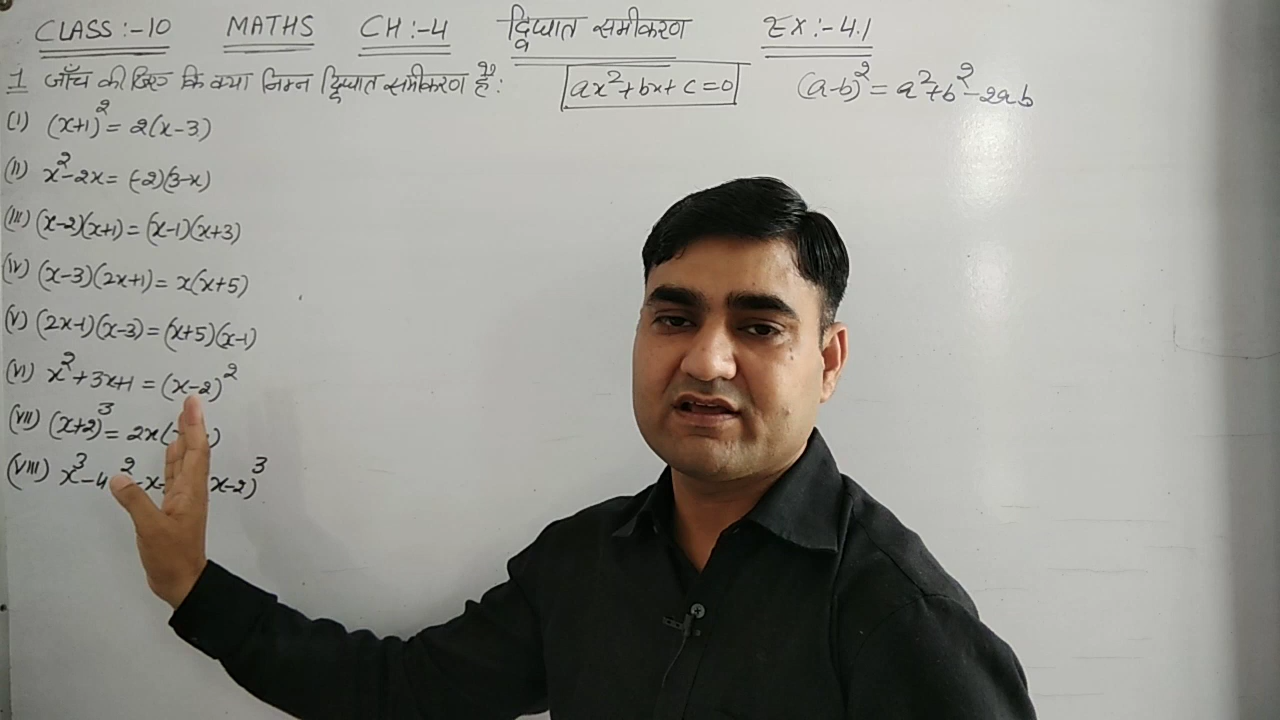 CLASS :- 10 MATHS CH :- 4 द्विघात समीकरण EX :- 4.1
1 जाँच कीजिए कि क्या निम्न द्विघात समीकरण है : ax²+bx+c=0 (a-b)² = a²+b²-2ab
(I) (x+1)² = 2(x-3)
(II) x²-2x = (-2)(3-x)
(III) (x-2)(x+1) = (x-1)(x+3)
(IV) (x-3)(2x+1) = x(x+5)
(V) (2x-1)(x-3) = (x+5)(x-1)
(VI) x²+3x+1 = (x-2)²
(VII) (x+2)³ = 2x( )
(VIII) x³-4 ²-x x-2)³